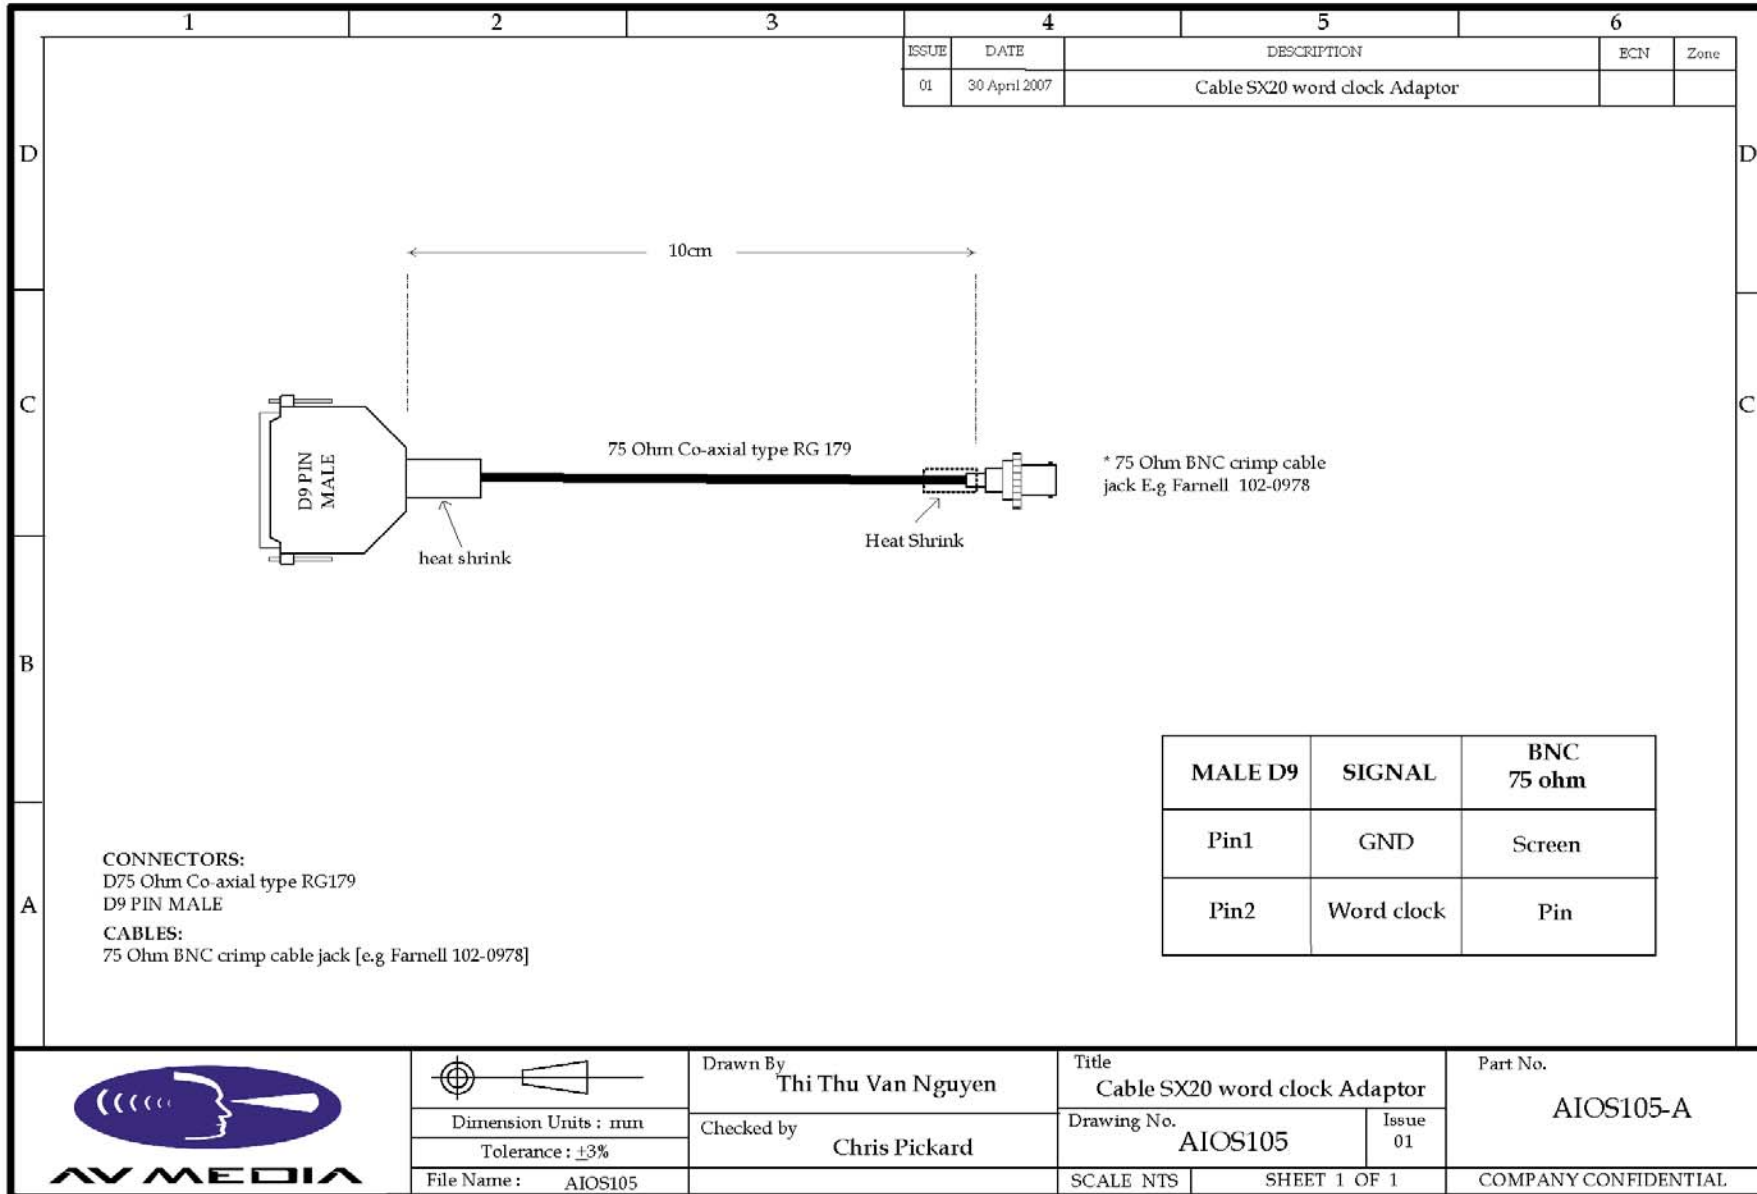 1 2 3 4 5 6
ISSUE DATE DESCRIPTION ECN Zone
01 30 April 2007 Cable SX20 word clock Adaptor
D D
10cm
C C
D9 PIN
MALE
75 Ohm Co-axial type RG 179
* 75 Ohm BNC crimp cable
jack E.g Farnell 102-0978
heat shrink
Heat Shrink
B
MALE D9 SIGNAL BNC
75 ohm
Pin1 GND Screen
Pin2 Word clock Pin
A
CONNECTORS:
D75 Ohm Co-axial type RG179
D9 PIN MALE
CABLES:
75 Ohm BNC crimp cable jack [e.g Farnell 102-0978]
AV MEDIA
Dimension Units : mm
Tolerance : ±3%
File Name : AIOS105
Drawn By
Thi Thu Van Nguyen
Checked by
Chris Pickard
Title
Cable SX20 word clock Adaptor
Drawing No.
AIOS105
Issue
01
SCALE NTS SHEET 1 OF 1
Part No.
AIOS105-A
COMPANY CONFIDENTIAL